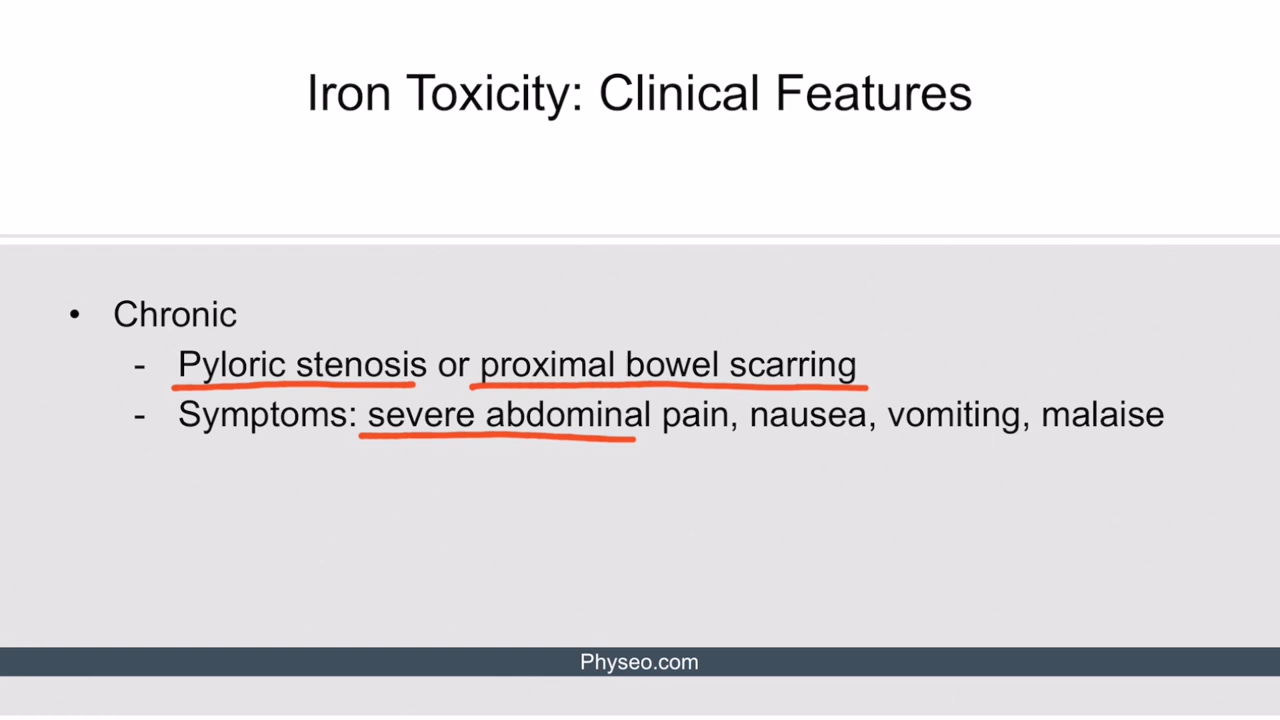 Iron Toxicity: Clinical Features
• Chronic
- Pyloric stenosis or proximal bowel scarring
- Symptoms: severe abdominal pain, nausea, vomiting, malaise
Physeo.com